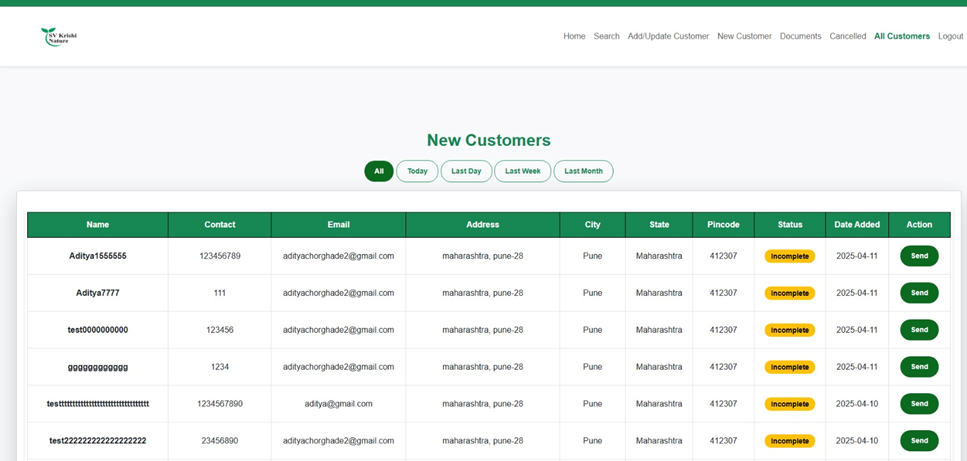 SV Krishi
Nature
Home Search Add/Update Customer New Customer Documents Cancelled All Customers Logout
New Customers
All Today Last Day Last Week Last Month
Name Contact Email Address City State Pincode Status Date Added Action
Aditya1555555 123456789 adityachorghade2@gmail.com maharashtra, pune-28 Pune Maharashtra 412307 Incomplete 2025-04-11 Send
Aditya7777 111 adityachorghade2@gmail.com maharashtra, pune-28 Pune Maharashtra 412307 Incomplete 2025-04-11 Send
test0000000000 123456 adityachorghade2@gmail.com maharashtra, pune-28 Pune Maharashtra 412307 Incomplete 2025-04-11 Send
gggggggggggg 1234 adityachorghade2@gmail.com maharashtra, pune-28 Pune Maharashtra 412307 Incomplete 2025-04-11 Send
1234567890 aditya@gmail.com maharashtra, pune-28 Pune Maharashtra 412307 Incomplete 2025-04-10 Send
test222222222222222222 23456890 adityachorghade2@gmail.com maharashtra, pune-28 Pune Maharashtra 412307 Incomplete 2025-04-10 Send